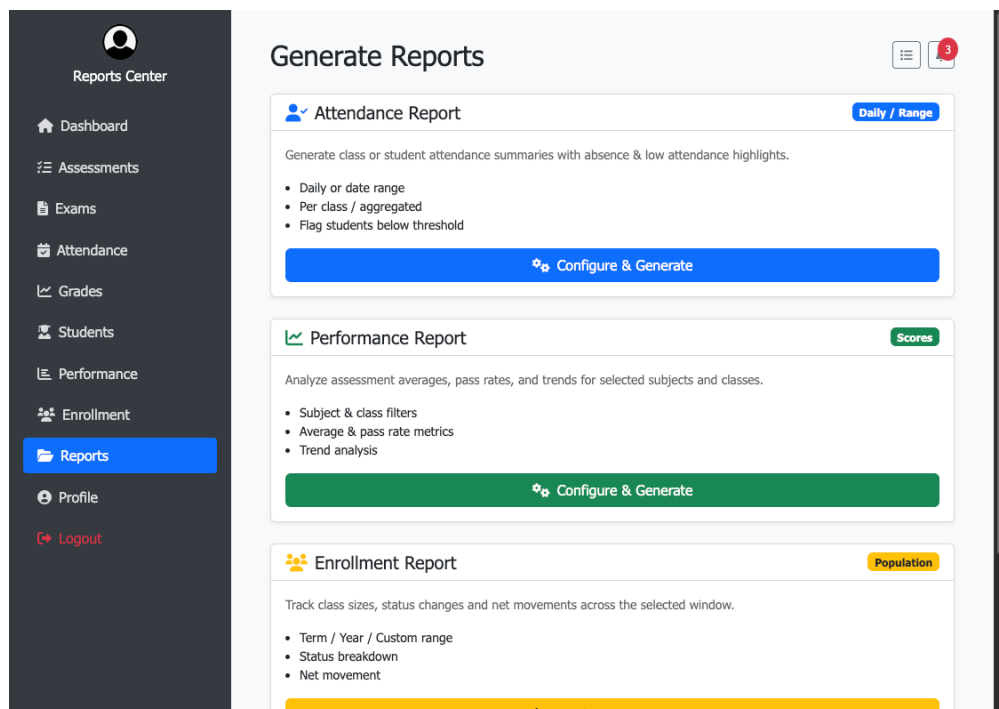 Reports Center
Dashboard
Assessments
Exams
Attendance
Grades
Students
Performance
Enrollment
Reports
Profile
Logout
Generate Reports
3
Attendance Report
Daily / Range
Generate class or student attendance summaries with absence & low attendance highlights.
Daily or date range
Per class / aggregated
Flag students below threshold
Configure & Generate
Performance Report
Scores
Analyze assessment averages, pass rates, and trends for selected subjects and classes.
Subject & class filters
Average & pass rate metrics
Trend analysis
Configure & Generate
Enrollment Report
Population
Track class sizes, status changes and net movements across the selected window.
Term / Year / Custom range
Status breakdown
Net movement